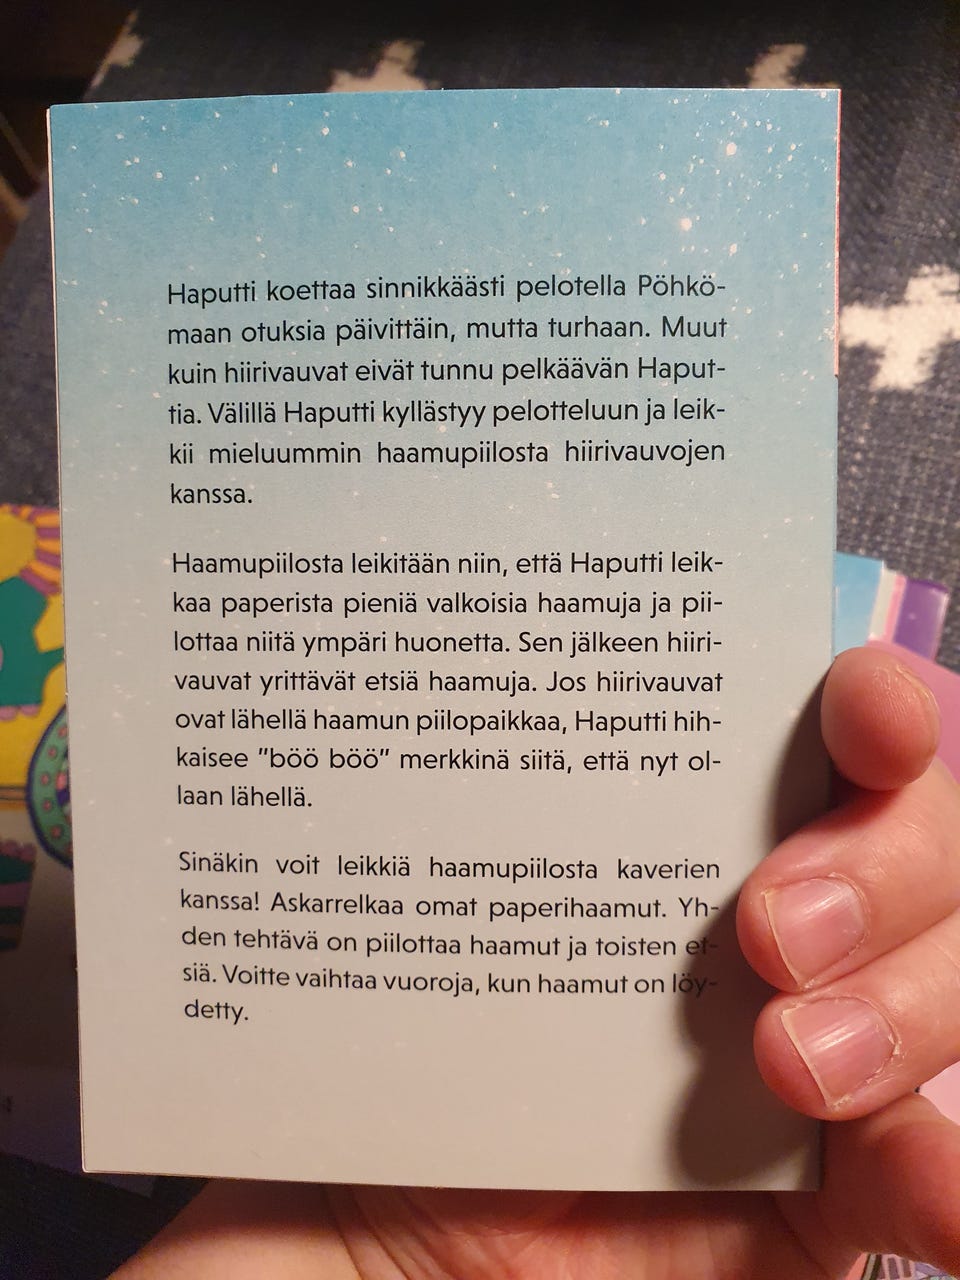 Haputti koettaa sinnikkäästi pelotella Pöhkö-
maan otuksia päivittäin, mutta turhaan. Muut
kuin hiirivauvat eivät tunnu pelkäävän Haput-
tia. Välillä Haputti kyllästyy pelotteluun ja leik-
kii mieluummin haamupiilosta hiirivauvojen
kanssa.
Haamupiilosta leikitään niin, että Haputti leik-
kaa paperista pieniä valkoisia haamuja ja pii-
lottaa niitä ympäri huonetta. Sen jälkeen hiiri-
vauvat yrittävät etsiä haamuja. Jos hiirivauvat
ovat lähellä haamun piilopaikkaa, Haputti hih-
kaisee ”böö böö” merkkinä siitä, että nyt ol-
laan lähellä.
Sinäkin voit leikkiä haamupiilosta kaverien
kanssa! Askarrelkaa omat paperihaamut. Yh-
den tehtävä on piilottaa haamut ja toisten et-
siä. Voitte vaihtaa vuoroja, kun haamut on löy-
detty.